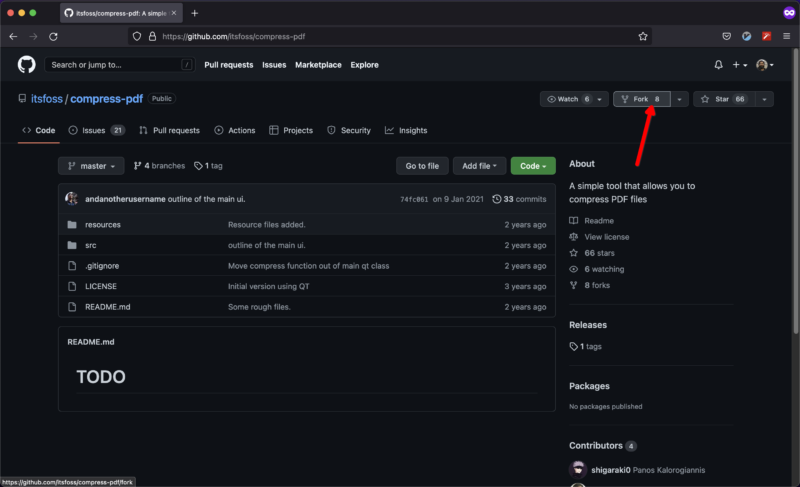 itsfoss/compress-pdf: A simple
https://github.com/itsfoss/compress-pdf
Search or jump to... /
Pull requests Issues Marketplace Explore
itsfoss / compress-pdf Public
Watch 6 Fork 8 Star 66
Code Issues 21 Pull requests Actions Projects Security Insights
master 4 branches 1 tag Go to file Add file Code
andanotherusername outline of the main ui. 74fc061 on 9 Jan 2021 33 commits
resources Resource files added. 2 years ago
src outline of the main ui. 2 years ago
.gitignore Move compress function out of main qt class 2 years ago
LICENSE Initial version using QT 3 years ago
README.md Some rough files. 2 years ago
README.md
TODO
About
A simple tool that allows you to
compress PDF files
Readme
View license
66 stars
6 watching
8 forks
Releases
1 tags
Packages
No packages published
Contributors 4
shigaraki0 Panos Kalorogiannis
https://github.com/itsfoss/compress-pdf/fork